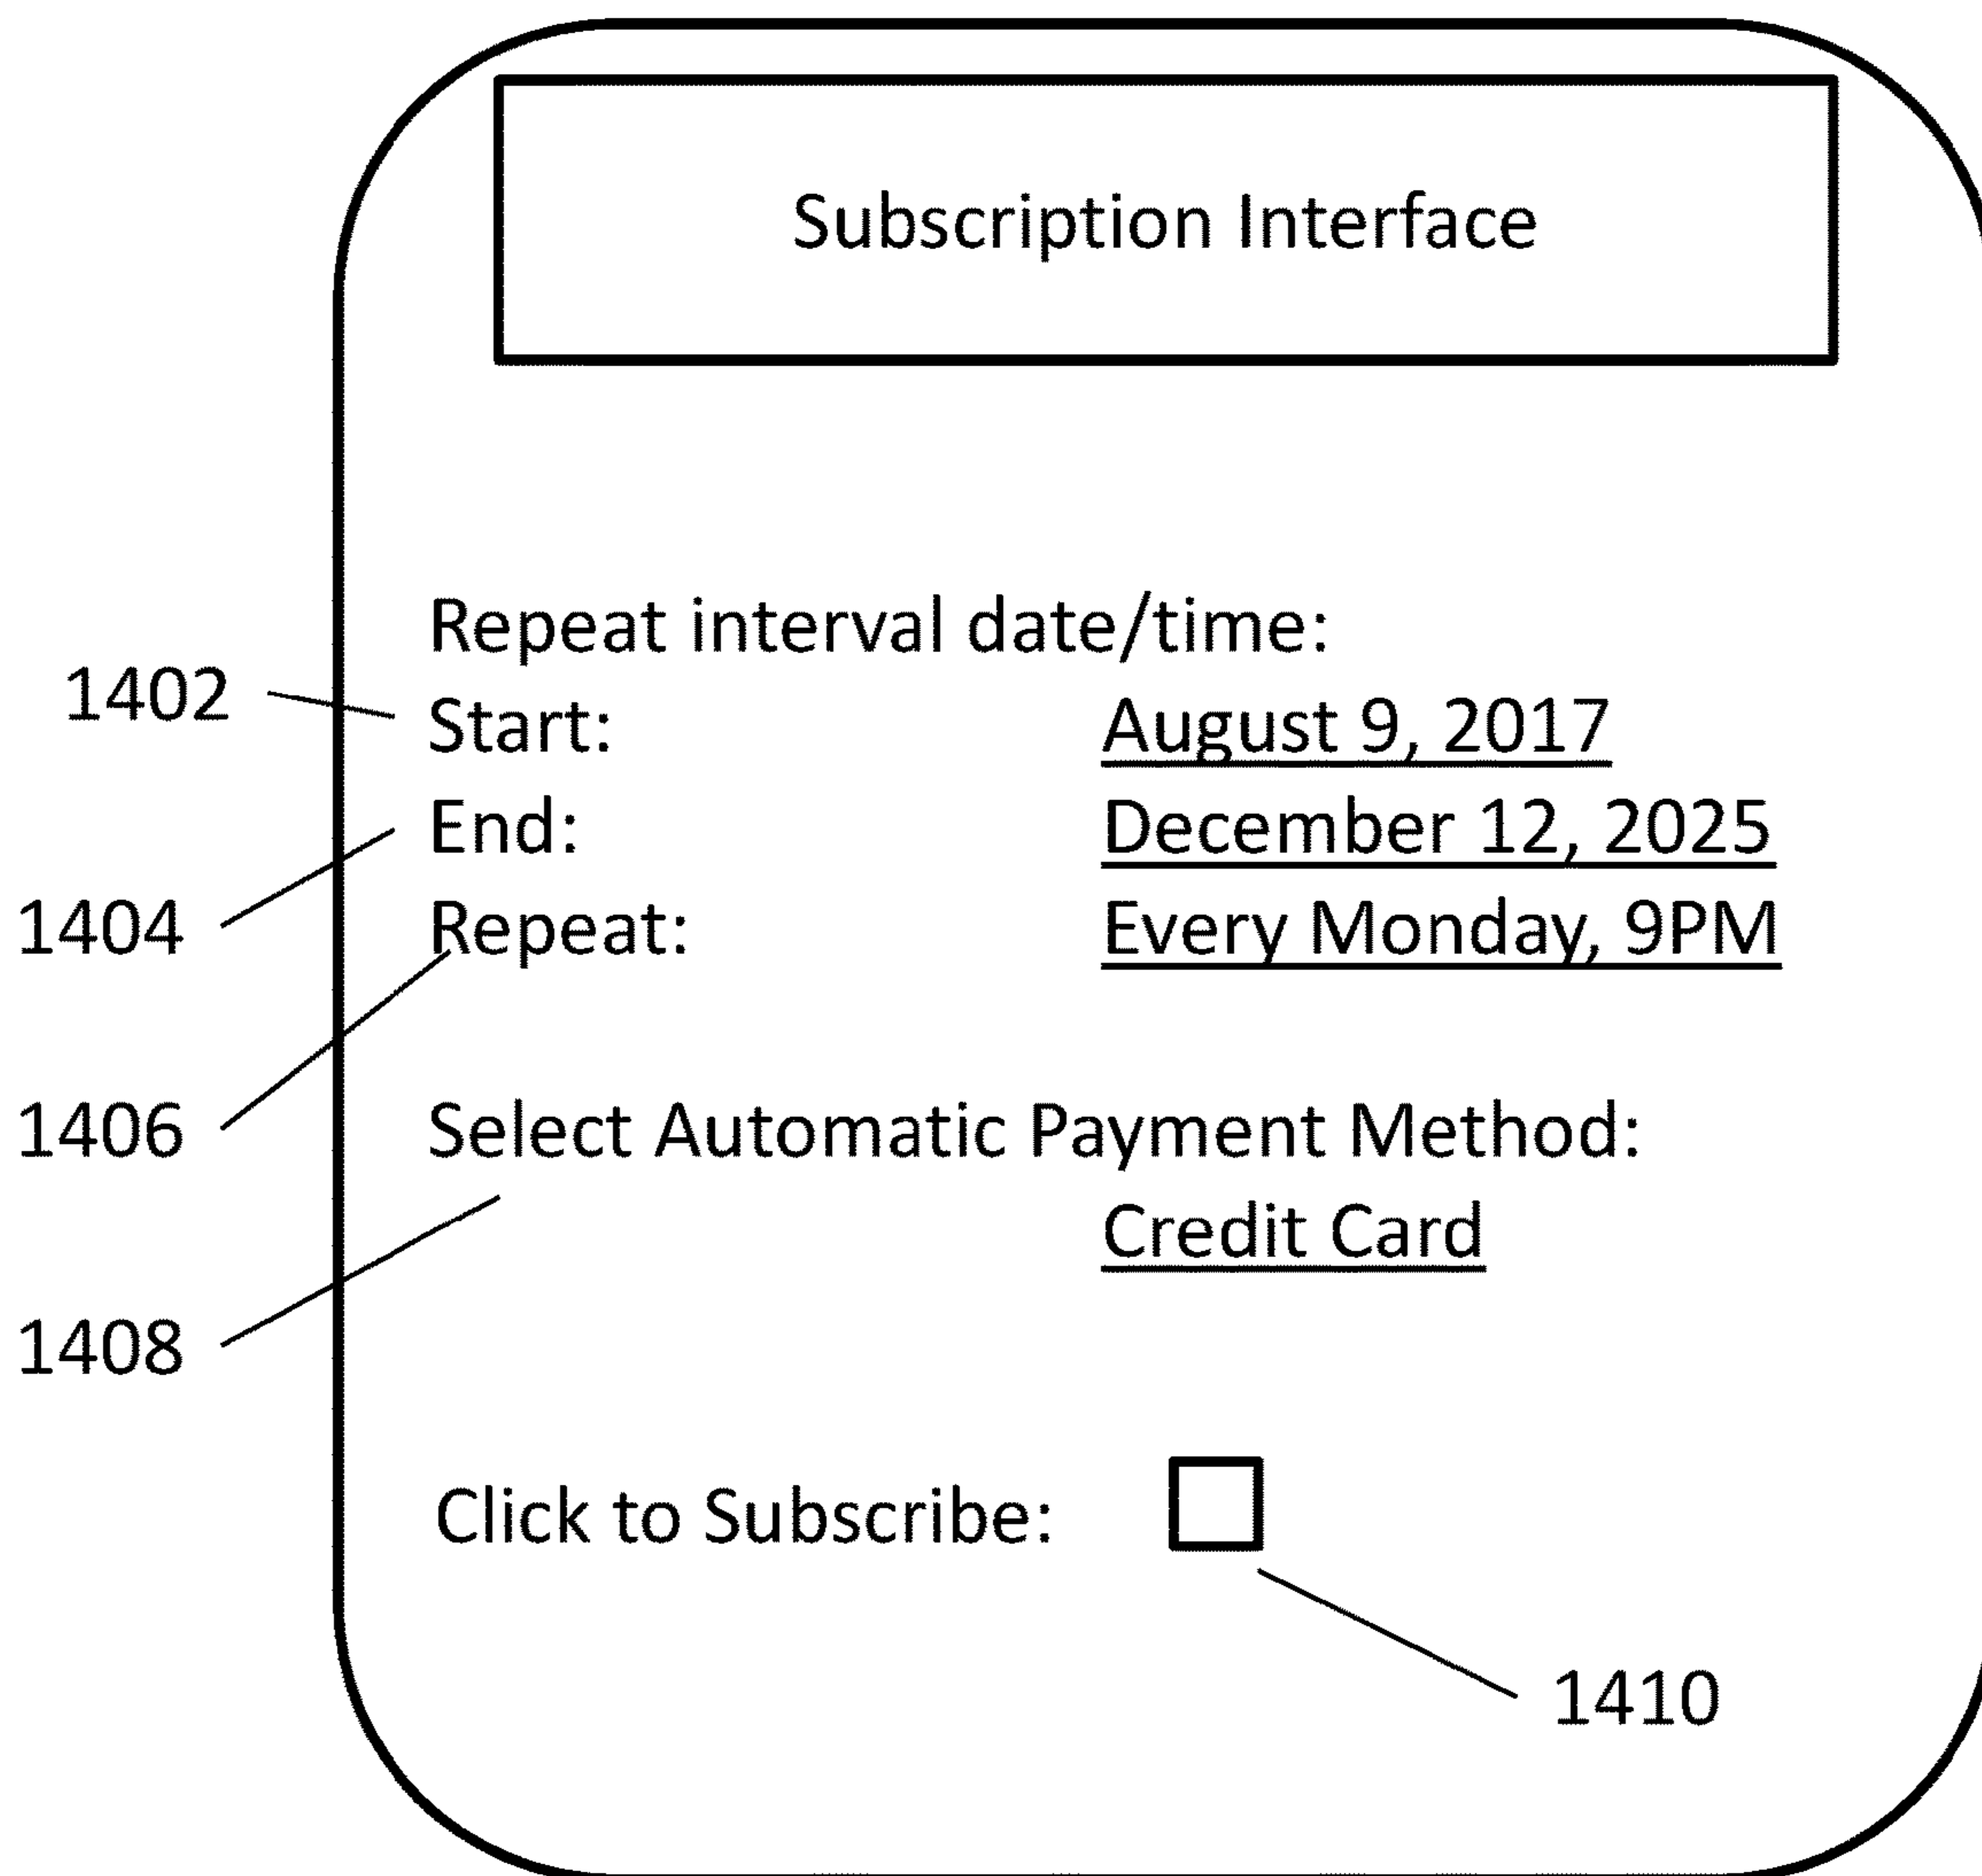 Subscription Interface
Repeat interval date/time:
1402
Start: August 9, 2017
End: December 12, 2025
1404
Repeat: Every Monday, 9PM
1406
Select Automatic Payment Method:
Credit Card
1408
Click to Subscribe:
1410